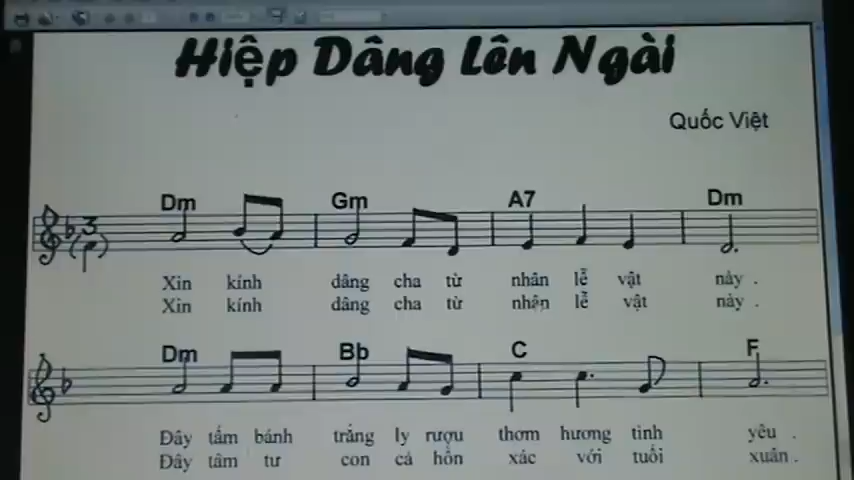 Hiệp Dâng Lên Ngài
Quốc Việt
Dm Gm A7 Dm
3
Xin kính dâng cha từ nhân lễ vật này .
Xin kính dâng cha từ nhân lễ vật này .
Dm Bb C F
Đây tấm bánh trắng ly rượu thơm hương tình yêu .
Đây tâm tư con cả hồn xác với tuổi xuân .